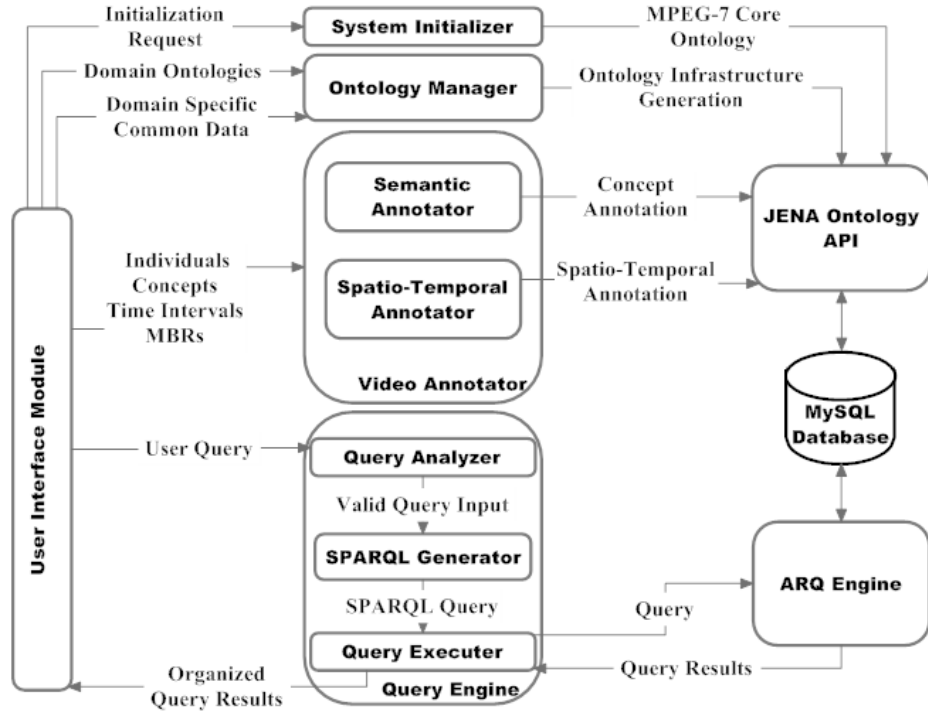 Initialization
Request
System Initializer
MPEG-7 Core
Ontology
Domain Ontologies
Ontology Manager
Ontology Infrastructure
Generation
Domain Specific
Common Data
Semantic
Annotator
Concept
Annotation
JENA Ontology
API
Individuals
Concepts
Time Intervals
MBRs
Spatio-Temporal
Annotator
Spatio-Temporal
Annotation
Video Annotator
User Interface Module
MySQL
Database
User Query
Query Analyzer
Valid Query Input
SPARQL Generator
SPARQL Query
Query
ARQ Engine
Query Executer
Query Results
Organized
Query Results
Query Engine